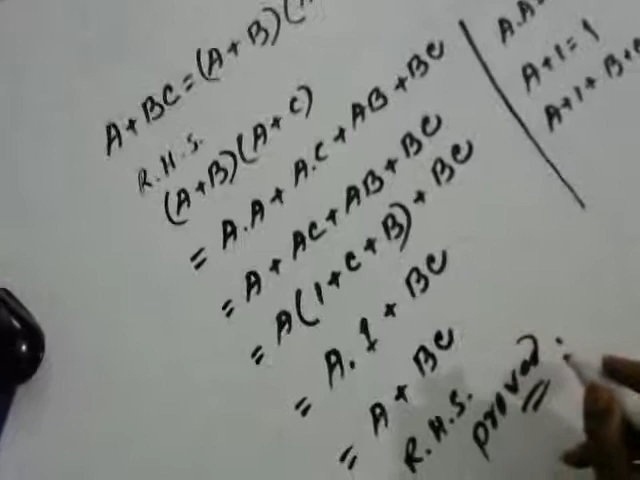 A+BC=(A+B)(A
R.H.S.
(A+B)(A+C)
= A.A + A.C + AB + BC
= A + AC + AB + BC
= A(1+C+B) + BC
= A.1 + BC
= A + BC
R.H.S.
proved.
A.A=
A+1=1
A+1+B+